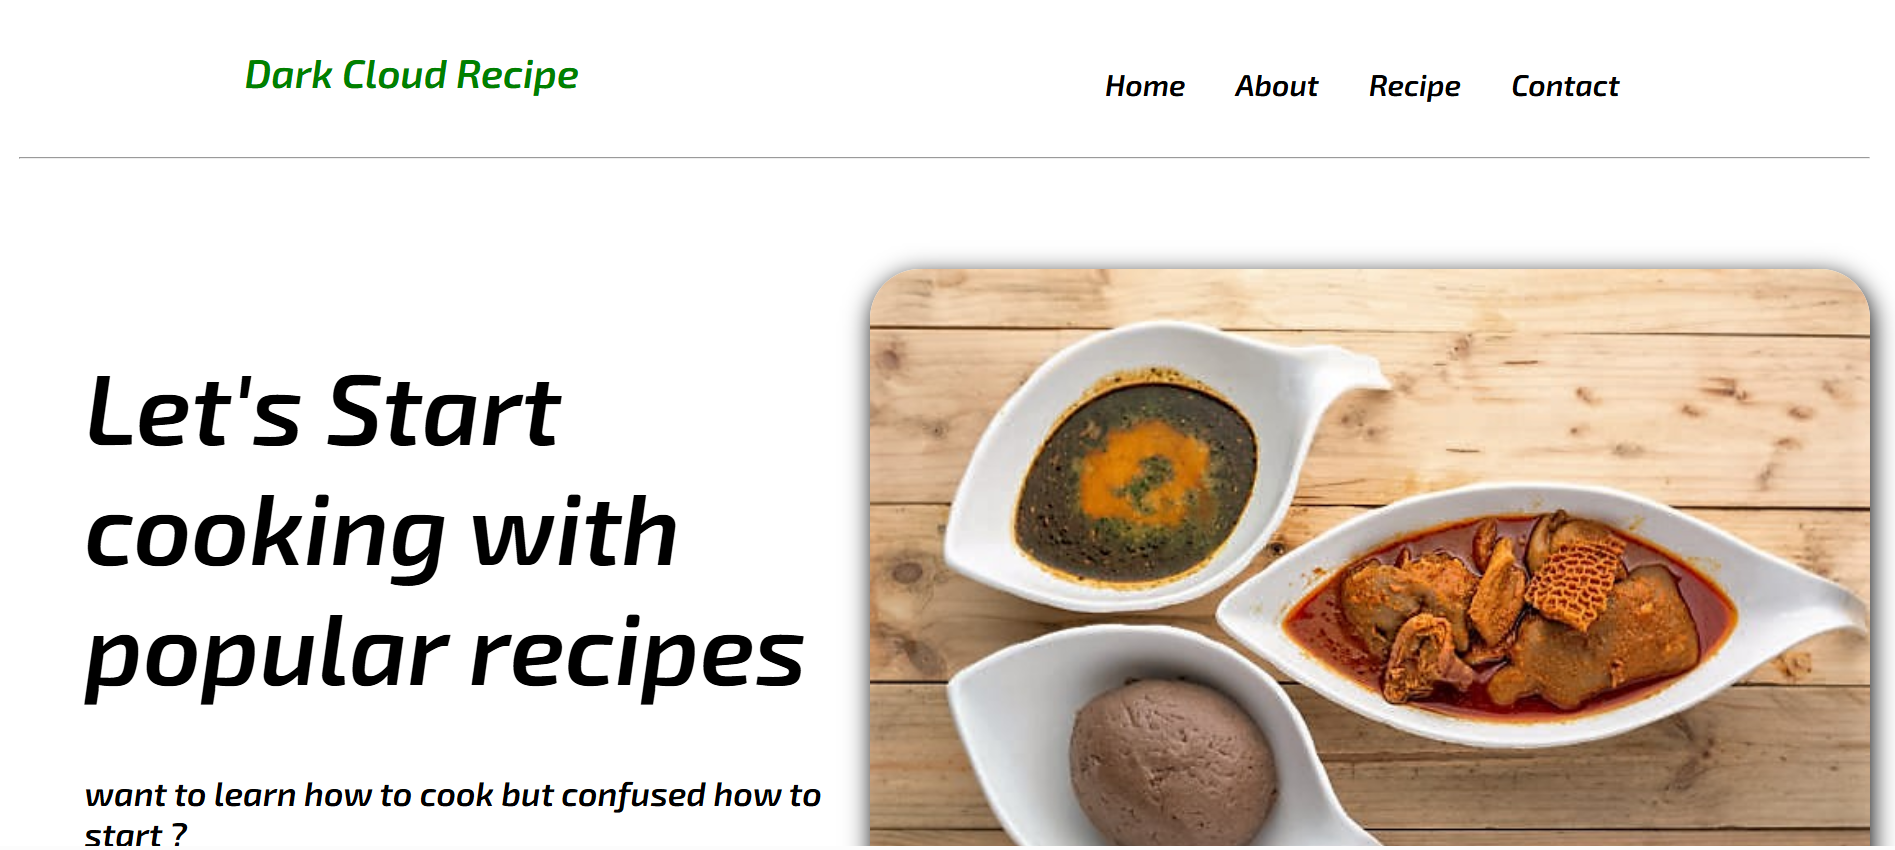 Dark Cloud Recipe
Home About Recipe Contact
Let's Start
cooking with
popular recipes
want to learn how to cook but confused how to
start ?